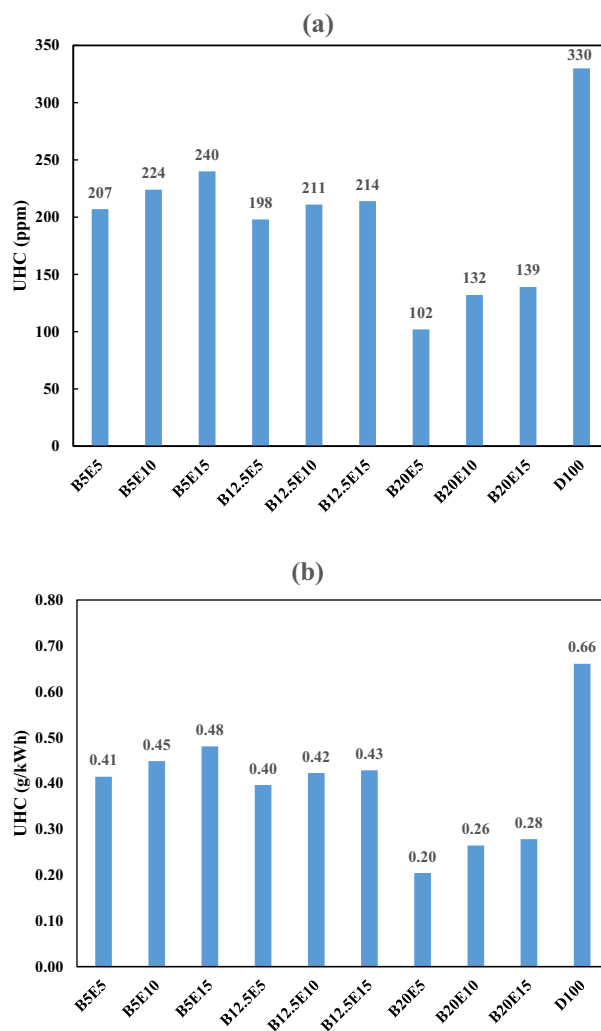 (a)
UHC (ppm)
350
300
250
200
150
100
50
0
207
224
240
198
211
214
102
132
139
330
B5E5
B5E10
B5E15
B12.5E5
B12.5E10
B12.5E15
B20E5
B20E10
B20E15
D100
(b)
UHC (g/kWh)
0.80
0.70
0.60
0.50
0.40
0.30
0.20
0.10
0.00
0.41
0.45
0.48
0.40
0.42
0.43
0.20
0.26
0.28
0.66
B5E5
B5E10
B5E15
B12.5E5
B12.5E10
B12.5E15
B20E5
B20E10
B20E15
D100